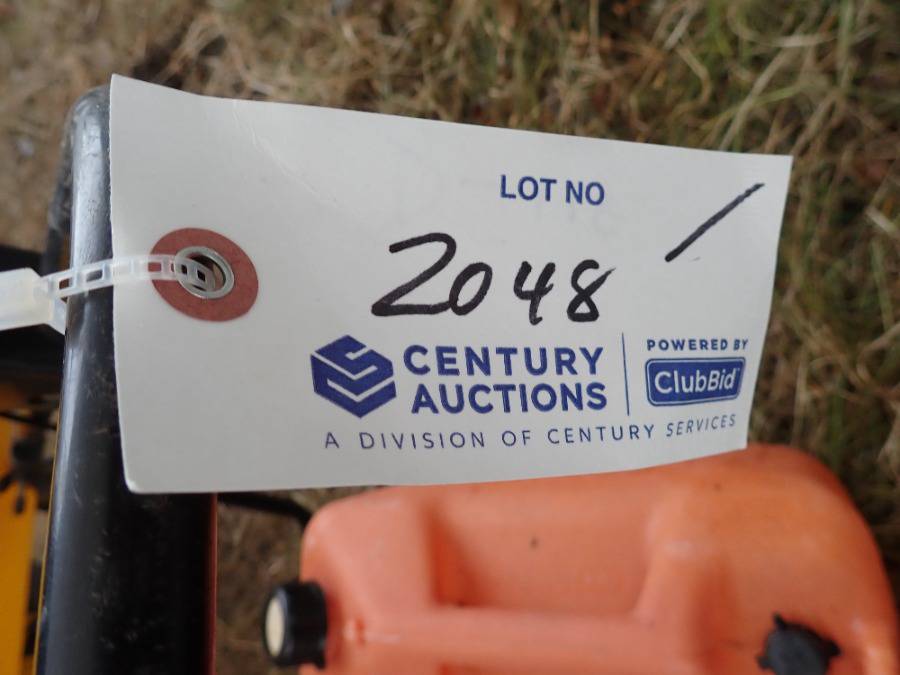 LOT NO
2048 /
CENTURY
AUCTIONS
POWERED BY
ClubBid
A DIVISION OF CENTURY SERVICES